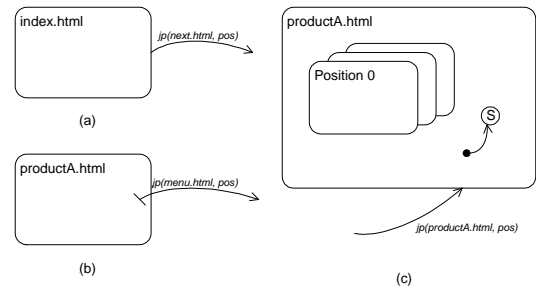 index.html
jp(next.html, pos)
(a)
productA.html
jp(menu.html, pos)
(b)
productA.html
Position 0
S
jp(productA.html, pos)
(c)